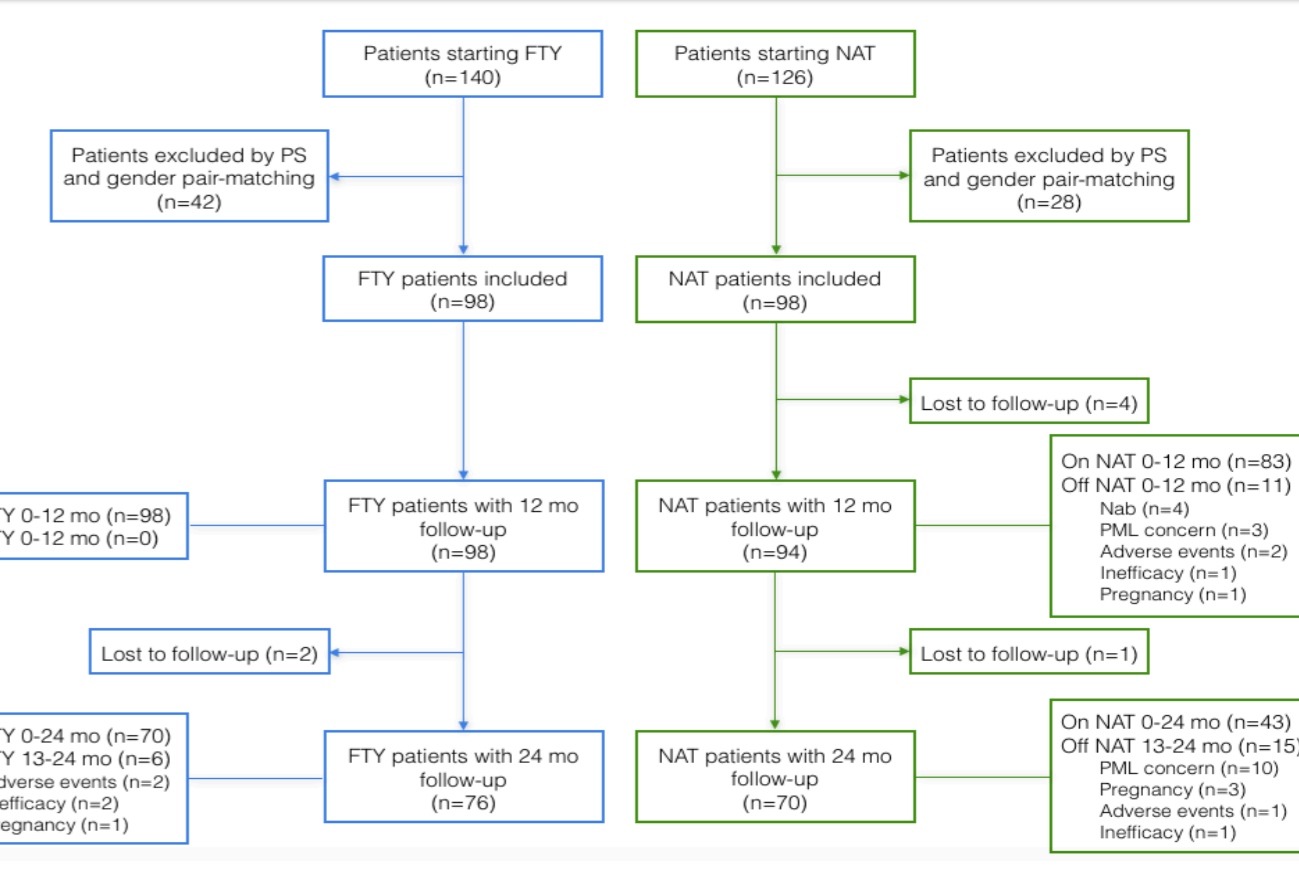 Patients starting FTY
(n=140)
Patients starting NAT
(n=126)
Patients excluded by PS
and gender pair-matching
(n=42)
Patients excluded by PS
and gender pair-matching
(n=28)
FTY patients included
(n=98)
NAT patients included
(n=98)
Lost to follow-up (n=4)
Y 0-12 mo (n=98)
Y 0-12 mo (n=0)
FTY patients with 12 mo
follow-up
(n=98)
NAT patients with 12 mo
follow-up
(n=94)
On NAT 0-12 mo (n=83)
Off NAT 0-12 mo (n=11)
Nab (n=4)
PML concern (n=3)
Adverse events (n=2)
Inefficacy (n=1)
Pregnancy (n=1)
Lost to follow-up (n=2)
Lost to follow-up (n=1)
Y 0-24 mo (n=70)
Y 13-24 mo (n=6)
dverse events (n=2)
efficacy (n=2)
egnancy (n=1)
FTY patients with 24 mo
follow-up
(n=76)
NAT patients with 24 mo
follow-up
(n=70)
On NAT 0-24 mo (n=43)
Off NAT 13-24 mo (n=15)
PML concern (n=10)
Pregnancy (n=3)
Adverse events (n=1)
Inefficacy (n=1)